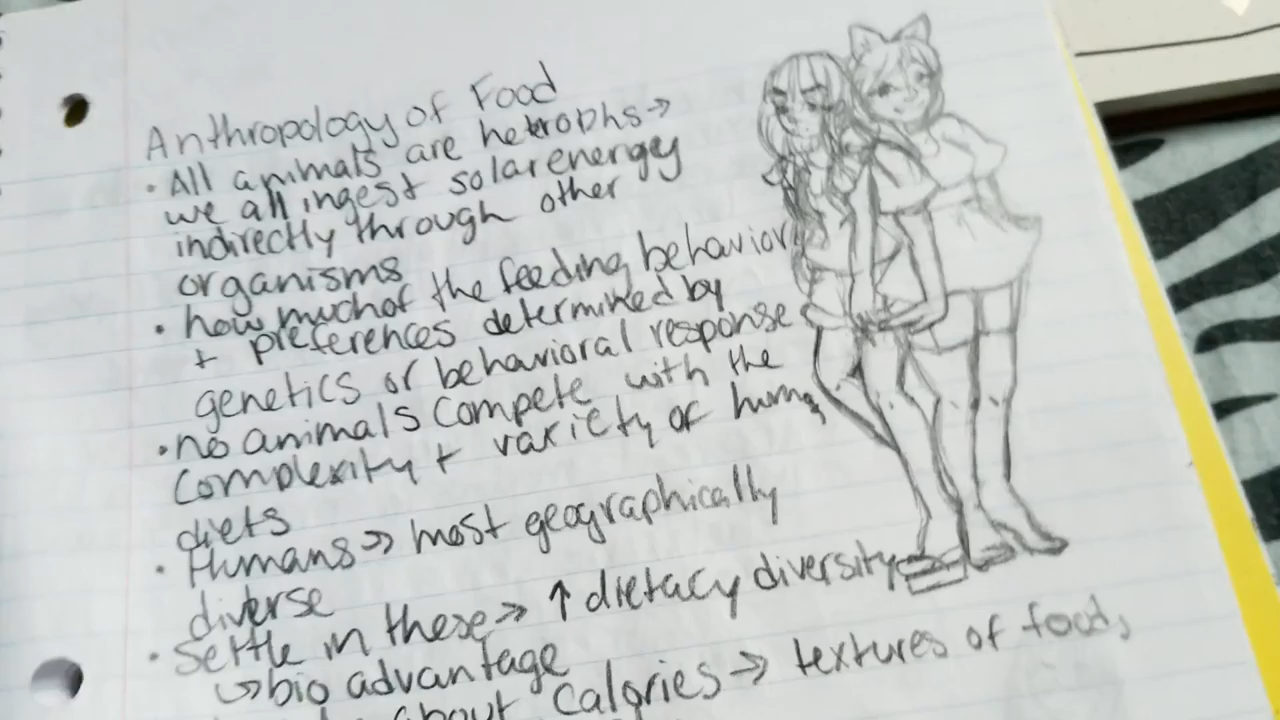 Anthropology of Food
• All animals are hetrophs →
we all ingest solar energy
indirectly through other
organisms
• how much of the feeding behavior
+ preferences determined by
genetics or behavioral response
• no animals compete with the
complexity + variety of human
diets
• Humans → most geographically
diverse
• Settle in these → ↑ dietary diversity
↳ bio advantage
about calories → textures of food,